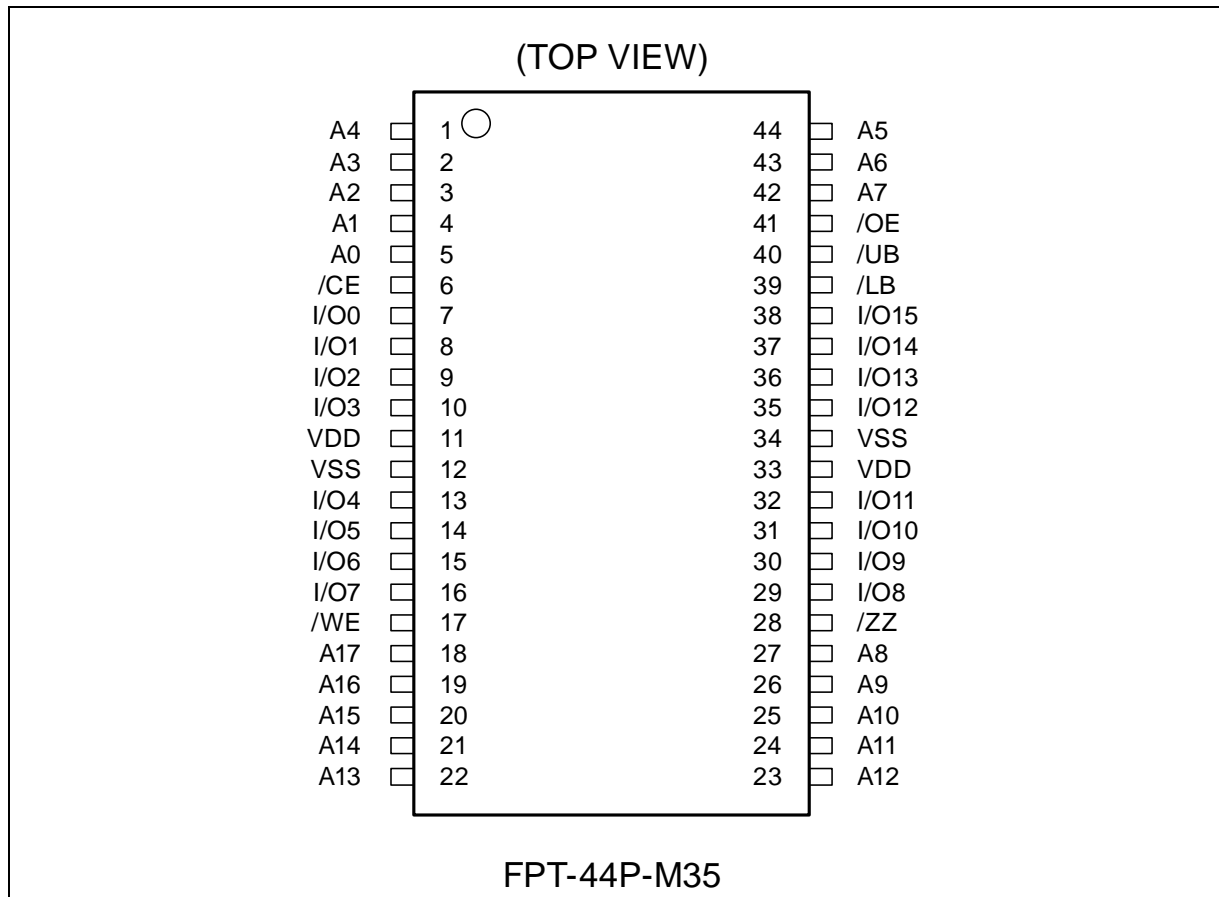 (TOP VIEW)
A4 1 44 A5
A3 2 43 A6
A2 3 42 A7
A1 4 41 /OE
A0 5 40 /UB
/CE 6 39 /LB
I/O0 7 38 I/O15
I/O1 8 37 I/O14
I/O2 9 36 I/O13
I/O3 10 35 I/O12
VDD 11 34 VSS
VSS 12 33 VDD
I/O4 13 32 I/O11
I/O5 14 31 I/O10
I/O6 15 30 I/O9
I/O7 16 29 I/O8
/WE 17 28 /ZZ
A17 18 27 A8
A16 19 26 A9
A15 20 25 A10
A14 21 24 A11
A13 22 23 A12
FPT-44P-M35